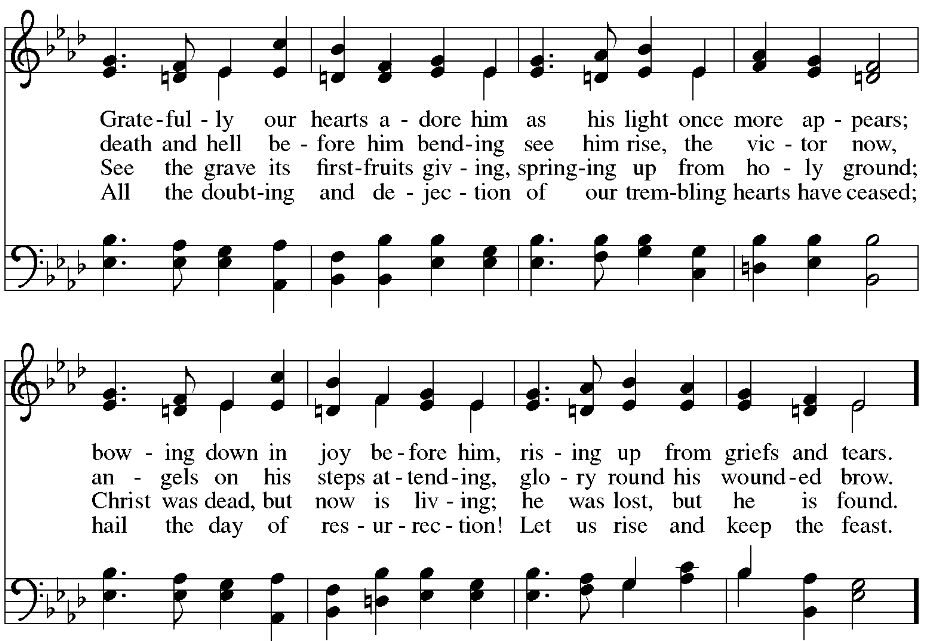 Grate-ful - ly our hearts a - dore him as his light once more ap - pears;
death and hell be - fore him bend-ing see him rise, the vic - tor now,
See the grave its first-fruits giv - ing, spring-ing up from ho - ly ground;
All the doubt-ing and de - jec - tion of our trem-bling hearts have ceased;
bow - ing down in joy be - fore him, ris - ing up from griefs and tears.
an - gels on his steps at - tend - ing, glo - ry round his wound - ed brow.
Christ was dead, but now is liv - ing; he was lost, but he is found.
hail the day of res - ur - rec - tion! Let us rise and keep the feast.